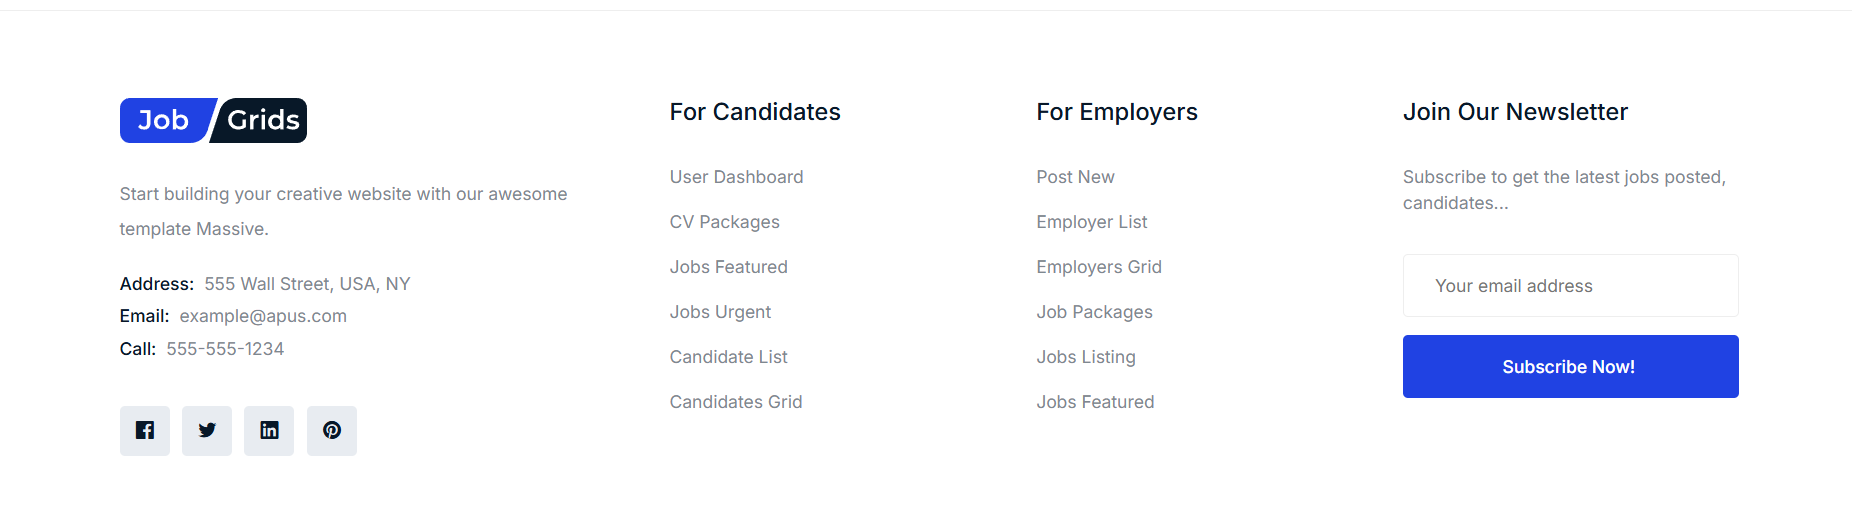 Job Grids
Start building your creative website with our awesome
template Massive.
Address: 555 Wall Street, USA, NY
Email: example@apus.com
Call: 555-555-1234
For Candidates
User Dashboard
CV Packages
Jobs Featured
Jobs Urgent
Candidate List
Candidates Grid
For Employers
Post New
Employer List
Employers Grid
Job Packages
Jobs Listing
Jobs Featured
Join Our Newsletter
Subscribe to get the latest jobs posted,
candidates...
Your email address
Subscribe Now!